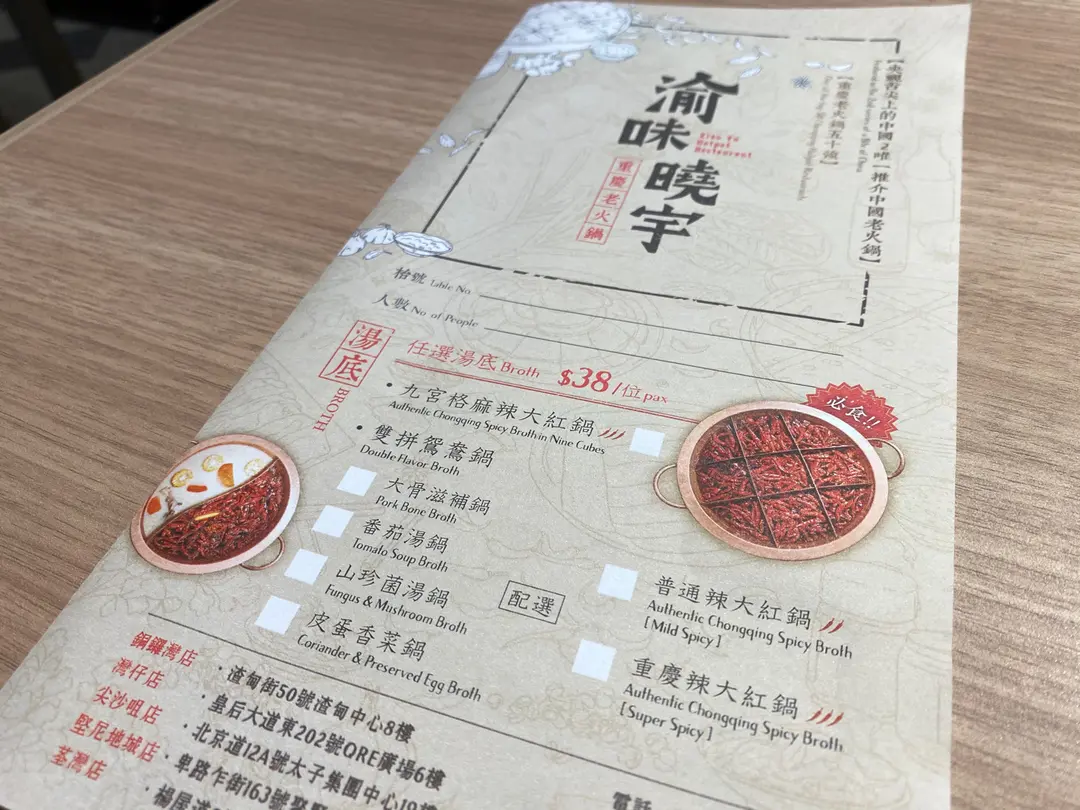 【央視舌尖上的中國2唯一推介中國老火鍋】
【重慶老火鍋五十強】
渝味曉宇
Xiao Yu
Hotpot
Restaurant
重慶老火鍋
枱號 Table No.
人數 No of People
湯底 BROTH
任選湯底 Broth $38/位 pax
必食!!
• 九宮格麻辣大紅鍋
Authentic Chongqing Spicy Broth in Nine Cubes
• 雙拼鴛鴦鍋
Double Flavor Broth
大骨滋補鍋
Pork Bone Broth
番茄湯鍋
Tomato Soup Broth
山珍菌湯鍋
Fungus & Mushroom Broth
皮蛋香菜鍋
Coriander & Preserved Egg Broth
配選
普通辣大紅鍋
Authentic Chongqing Spicy Broth
[ Mild Spicy ]
重慶辣大紅鍋
Authentic Chongqing Spicy Broth
[ Super Spicy ]
銅鑼灣店 · 渣甸街50號渣甸中心8樓
灣仔店 · 皇后大道東202號QRE廣場6樓
尖沙咀店 · 北京道12A號太子集團中心19樓
堅尼地城店 · 卑路乍街163號
荃灣店 · 楊屋道
電話